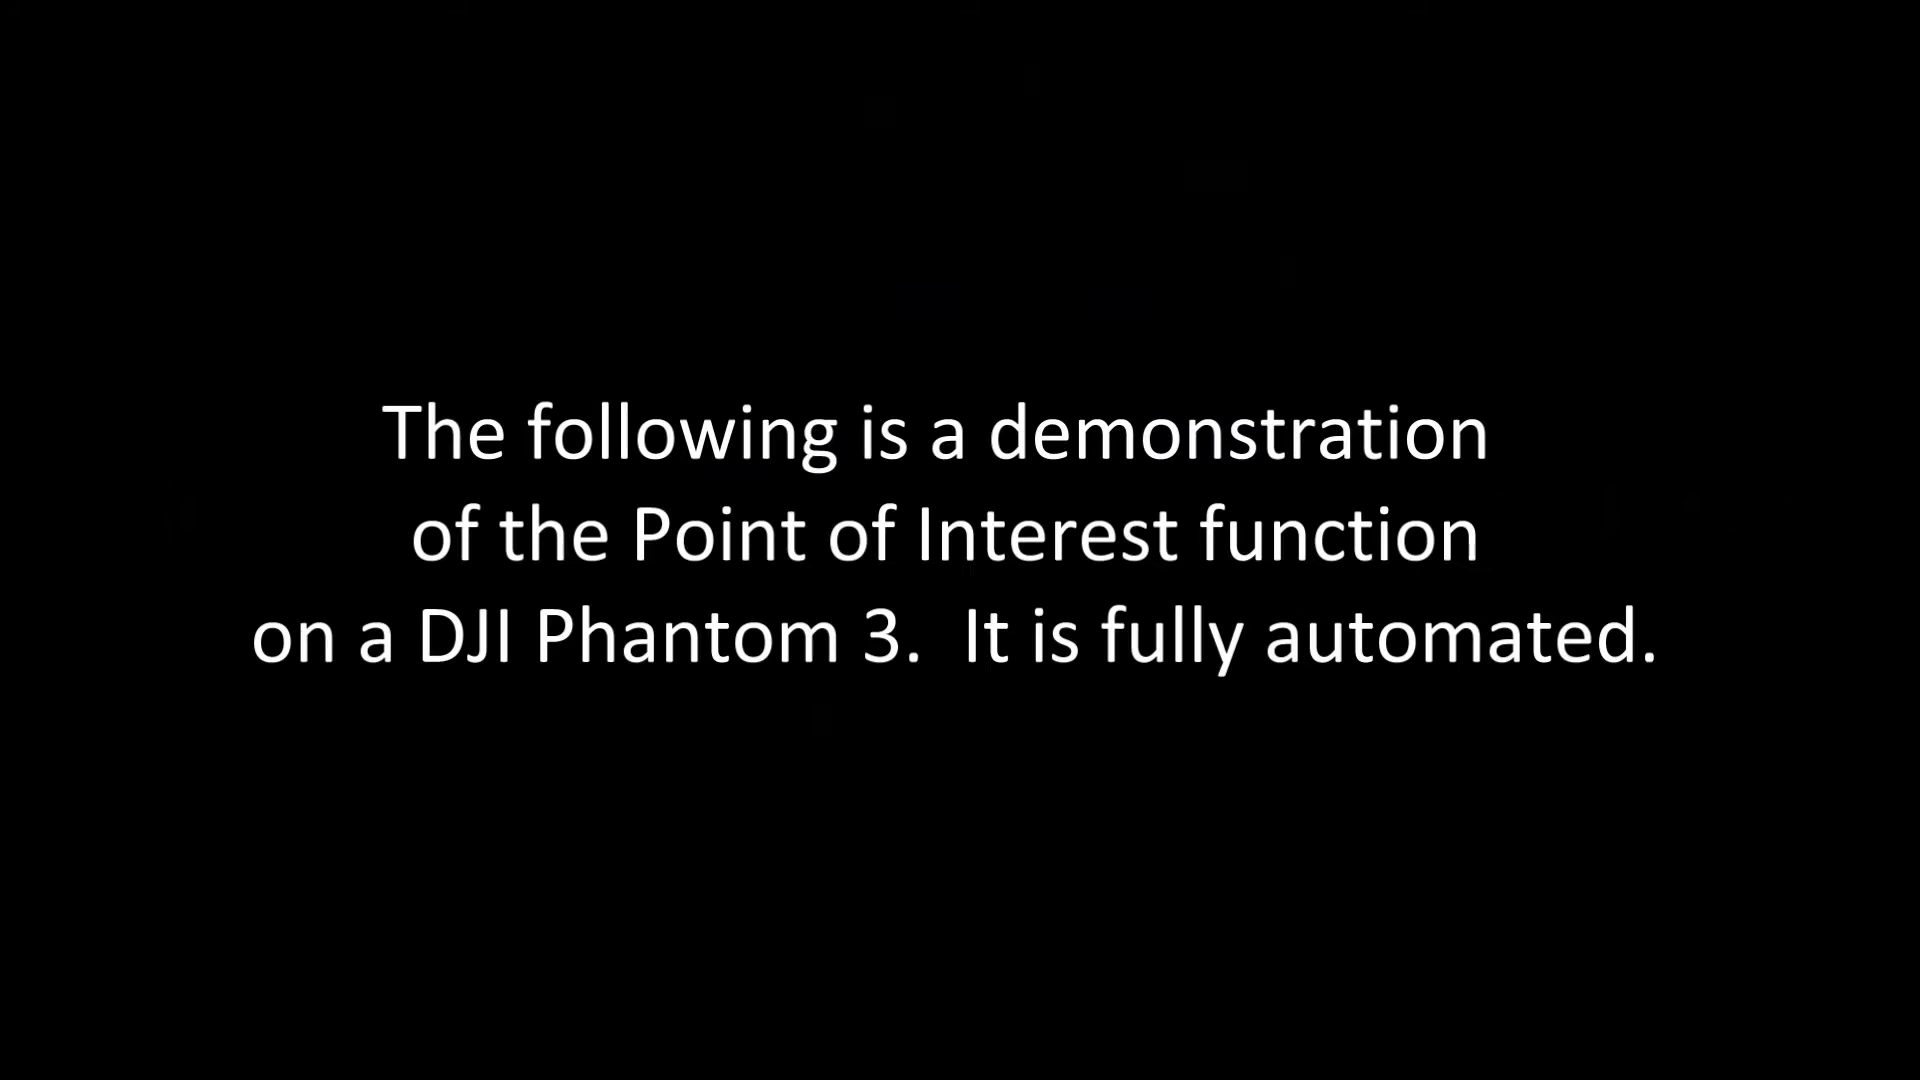 The following is a demonstration
of the Point of Interest function
on a DJI Phantom 3.  It is fully automated.